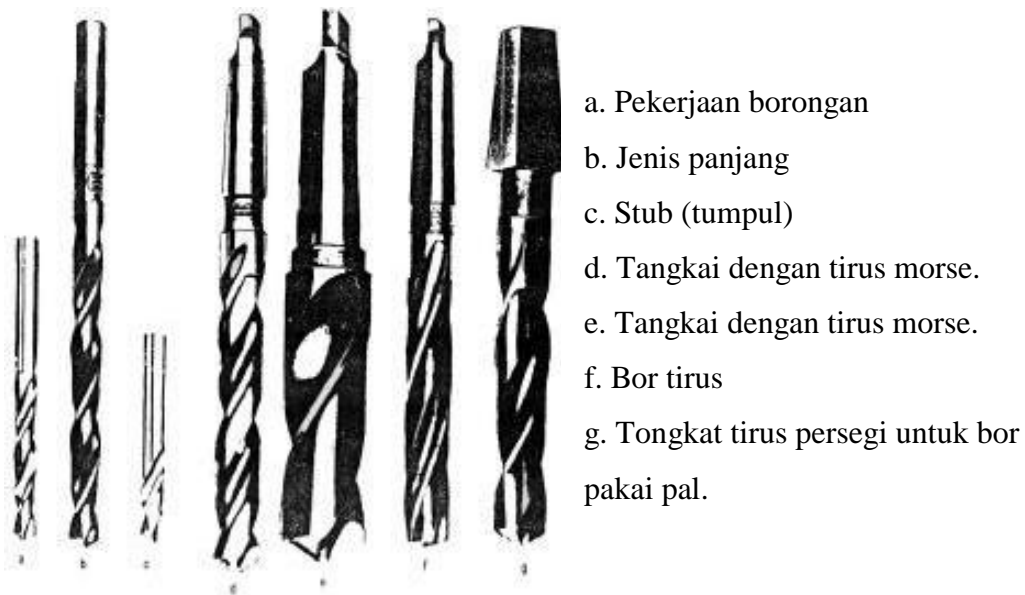 a. Pekerjaan borongan
b. Jenis panjang
c. Stub (tumpul)
d. Tangkai dengan tirus morse.
e. Tangkai dengan tirus morse.
f. Bor tirus
g. Tongkat tirus persegi untuk bor
pakai pal.
a b c d e f g